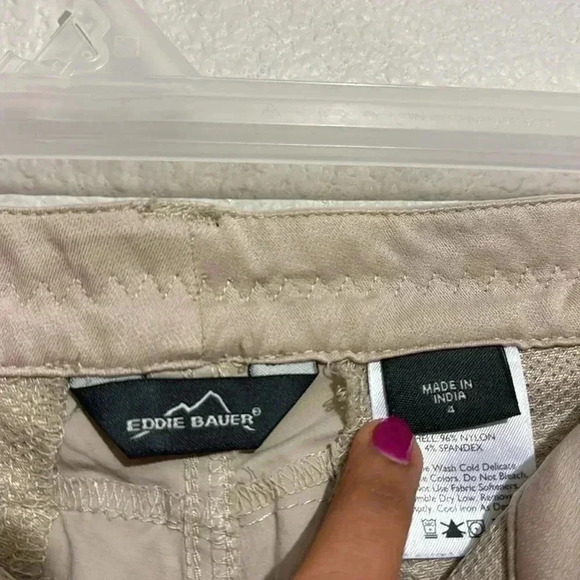 EDDIE BAUER®
MADE IN
INDIA
4
96% NYLON
% SPANDEX
Wash Cold Delicate
Colors. Do Not Bleach
Use Fabric Softeners.
Dry Low. Remove
Cool Iron As